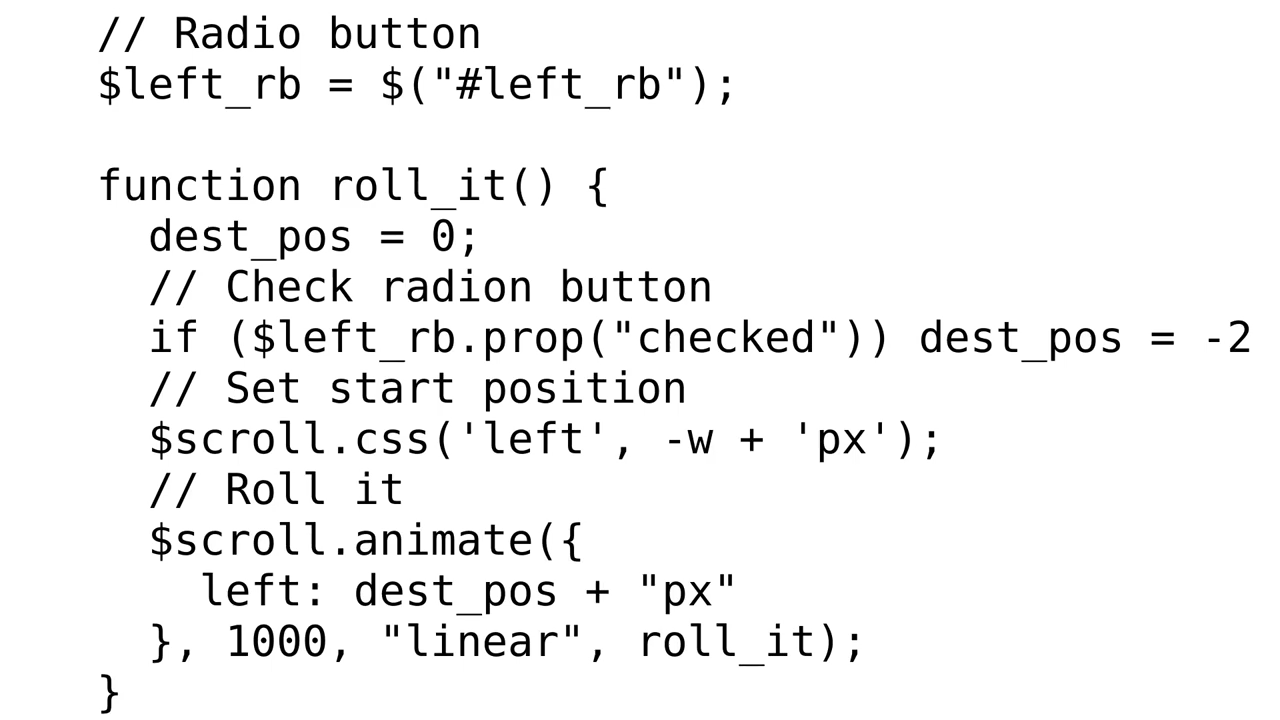 // Radio button
$left_rb = $("#left_rb");

function roll_it() {
  dest_pos = 0;
  // Check radion button
  if ($left_rb.prop("checked")) dest_pos = -2
  // Set start position
  $scroll.css('left', -w + 'px');
  // Roll it
  $scroll.animate({
    left: dest_pos + "px"
  }, 1000, "linear", roll_it);
}